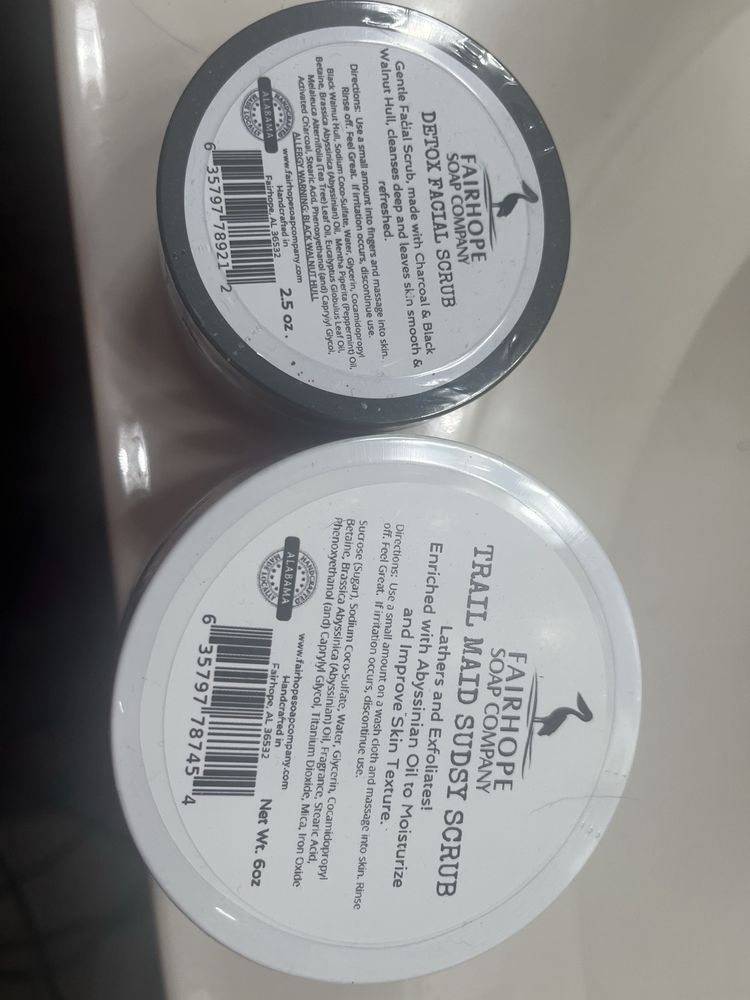 FAIRHOPE
SOAP COMPANY
DETOX FACIAL SCRUB
Gentle Facial Scrub, made with Charcoal & Black
Walnut Hull, cleanses deep and leaves skin smooth &
refreshed.
Directions: Use a small amount into fingers and massage into skin.
Rinse off. Feel Great. If irritation occurs, discontinue use.
Black Walnut Hull, Sodium Coco-Sulfate, Water, Glycerin, Cocamidopropyl
Betaine, Brassica Abyssinica (Abyssinian) Oil, Mentha Piperita (Peppermint) Oil,
Melaleuca Alternifolia (Tea Tree) Leaf Oil, Eucalyptus Globulus Leaf Oil,
Activated Charcoal, Stearic Acid, Phenoxyethanol (and) Caprylyl Glycol,
ALLERGY WARNING: BLACK WALNUT HULL
HANDCRAFTED
ALABAMA
MADE LOCALLY
www.fairhopesoapcompany.com
Handcrafted in
Fairhope, AL 36532
2.5 oz.
6 35797 78921 2
FAIRHOPE
SOAP COMPANY
TRAIL MAID SUDSY SCRUB
Lathers and Exfoliates!
Enriched with Abyssinian Oil to Moisturize
and Improve Skin Texture.
Directions: Use a small amount on a wash cloth and massage into skin. Rinse
off. Feel Great. If irritation occurs, discontinue use.
Sucrose (Sugar), Sodium Coco-Sulfate, Water, Glycerin, Cocamidopropyl
Betaine, Brassica Abyssinica (Abyssinian) Oil, Fragrance, Stearic Acid,
Phenoxyethanol (and) Caprylyl Glycol, Titanium Dioxide, Mica, Iron Oxide
HANDCRAFTED
ALABAMA
MADE LOCALLY
www.fairhopesoapcompany.com
Handcrafted in
Fairhope, AL 36532
Net Wt. 6oz
6 35797 78745 4